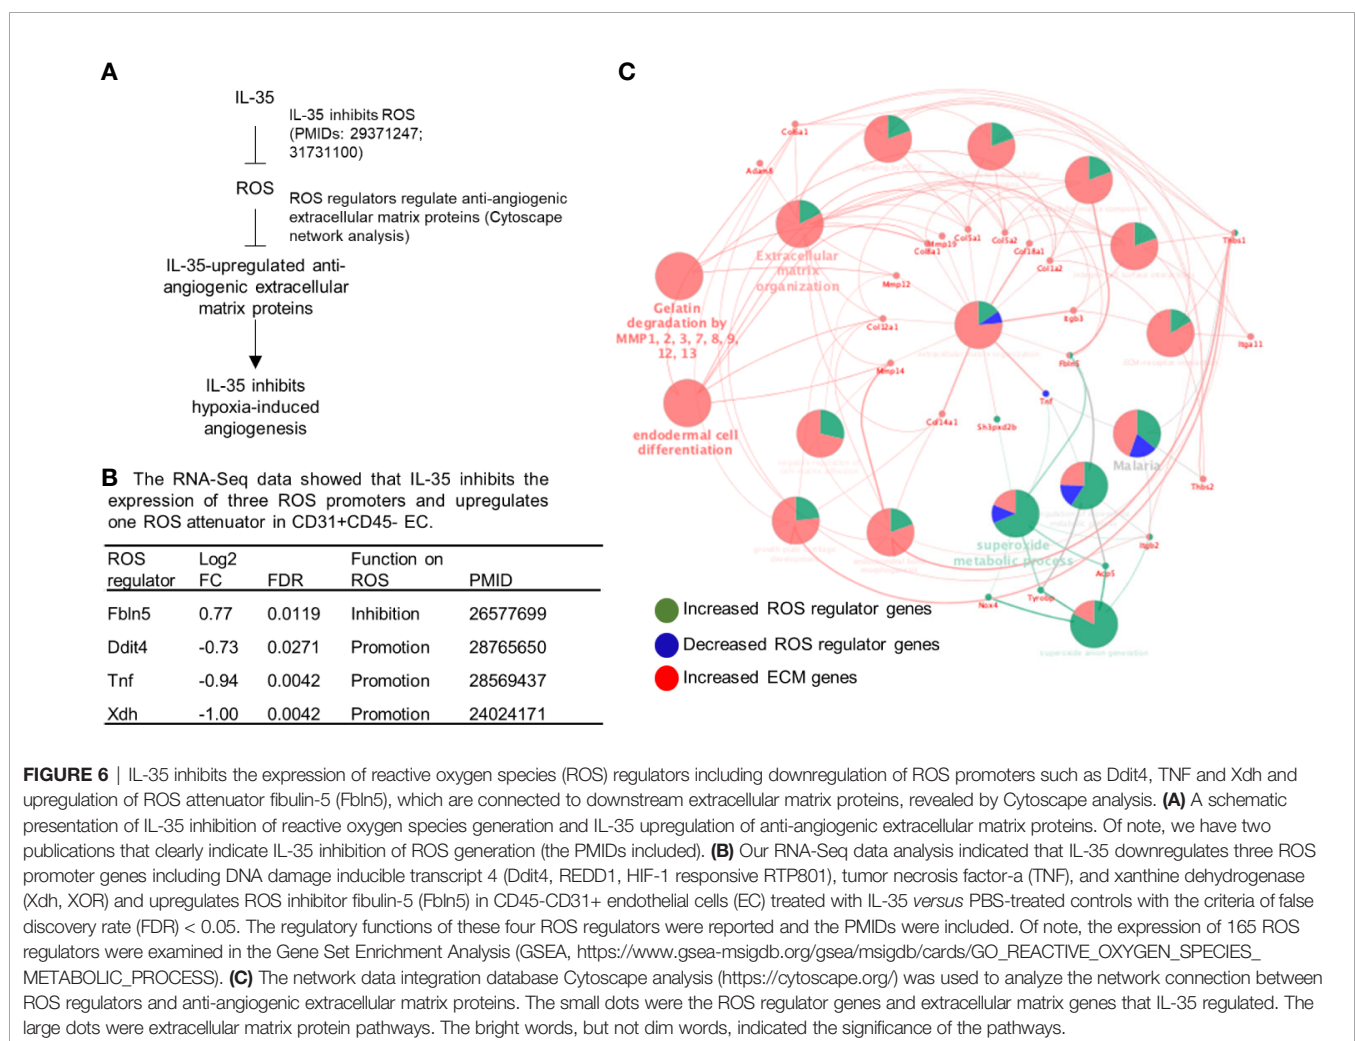 A
IL-35
IL-35 inhibits ROS
(PMIDs: 29371247;
31731100)
ROS
ROS regulators regulate anti-angiogenic
extracellular matrix proteins (Cytoscape
network analysis)
IL-35-upregulated anti-
angiogenic extracellular
matrix proteins
IL-35 inhibits
hypoxia-induced
angiogenesis
B The RNA-Seq data showed that IL-35 inhibits the
expression of three ROS promoters and upregulates
one ROS attenuator in CD31+CD45- EC.
ROS regulator Log2 FC FDR Function on ROS PMID
Fbln5 0.77 0.0119 Inhibition 26577699
Ddit4 -0.73 0.0271 Promotion 28765650
Tnf -0.94 0.0042 Promotion 28569437
Xdh -1.00 0.0042 Promotion 24024171
C
Adam8
Thbs1
Mmp19
Col5a1
Col5a2
Col18a1
Col1a2
Extracellular
matrix
organization
Mmp12
Gelatin
degradation by
MMP1, 2, 3, 7, 8, 9,
12, 13
Col12a1
Itgb3
Itga11
Fbln5
Mmp14
Tnf
endodermal cell
differentiation
Col14a1
Sh3pxd2b
Malaria
Thbs2
superoxide
metabolic process
Itgb2
Acp5
Tyrobp
Nox4
superoxide anion generation
Increased ROS regulator genes
Decreased ROS regulator genes
Increased ECM genes
FIGURE 6 | IL-35 inhibits the expression of reactive oxygen species (ROS) regulators including downregulation of ROS promoters such as Ddit4, TNF and Xdh and
upregulation of ROS attenuator fibulin-5 (Fbln5), which are connected to downstream extracellular matrix proteins, revealed by Cytoscape analysis. (A) A schematic
presentation of IL-35 inhibition of reactive oxygen species generation and IL-35 upregulation of anti-angiogenic extracellular matrix proteins. Of note, we have two
publications that clearly indicate IL-35 inhibition of ROS generation (the PMIDs included). (B) Our RNA-Seq data analysis indicated that IL-35 downregulates three ROS
promoter genes including DNA damage inducible transcript 4 (Ddit4, REDD1, HIF-1 responsive RTP801), tumor necrosis factor-a (TNF), and xanthine dehydrogenase
(Xdh, XOR) and upregulates ROS inhibitor fibulin-5 (Fbln5) in CD45-CD31+ endothelial cells (EC) treated with IL-35 versus PBS-treated controls with the criteria of false
discovery rate (FDR) < 0.05. The regulatory functions of these four ROS regulators were reported and the PMIDs were included. Of note, the expression of 165 ROS
regulators were examined in the Gene Set Enrichment Analysis (GSEA, https://www.gsea-msigdb.org/gsea/msigdb/cards/GO_REACTIVE_OXYGEN_SPECIES_
METABOLIC_PROCESS). (C) The network data integration database Cytoscape analysis (https://cytoscape.org/) was used to analyze the network connection between
ROS regulators and anti-angiogenic extracellular matrix proteins. The small dots were the ROS regulator genes and extracellular matrix genes that IL-35 regulated. The
large dots were extracellular matrix protein pathways. The bright words, but not dim words, indicated the significance of the pathways.